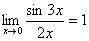 lim x→0 sin 3x / 2x = 1